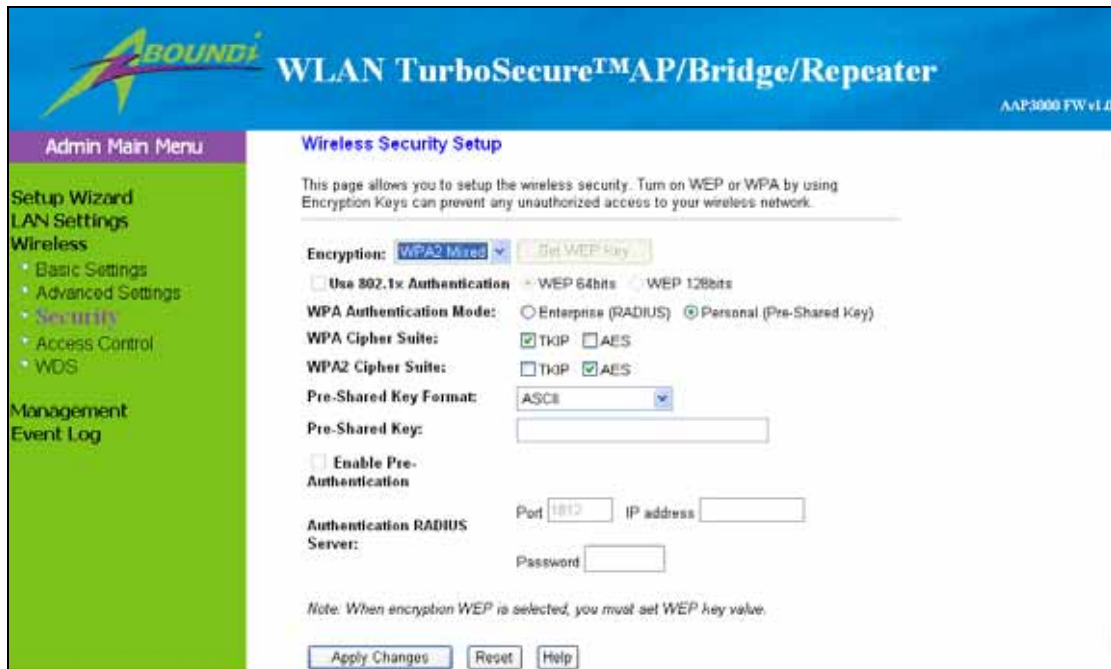 ABOUNDi
WLAN TurboSecure™AP/Bridge/Repeater
AAP3000 FW v1.0
Admin Main Menu
Setup Wizard
LAN Settings
Wireless
Basic Settings
Advanced Settings
Security
Access Control
WDS
Management
Event Log
Wireless Security Setup
This page allows you to setup the wireless security. Turn on WEP or WPA by using
Encryption Keys can prevent any unauthorized access to your wireless network.
Encryption: WPA2 Mixed Set WEP Key
Use 802.1x Authentication WEP 64bits WEP 128bits
WPA Authentication Mode: Enterprise (RADIUS) Personal (Pre-Shared Key)
WPA Cipher Suite: TKIP AES
WPA2 Cipher Suite: TKIP AES
Pre-Shared Key Format: ASCII
Pre-Shared Key:
Enable Pre-
Authentication
Authentication RADIUS
Server:
Port 1812 IP address
Password
Note: When encryption WEP is selected, you must set WEP key value.
Apply Changes Reset Help